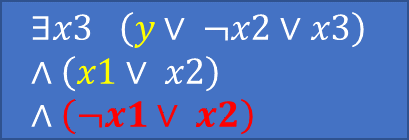 ∃x3 (y ∨ ¬x2 ∨ x3)
∧ (x1 ∨ x2)
∧ (¬x1 ∨ x2)